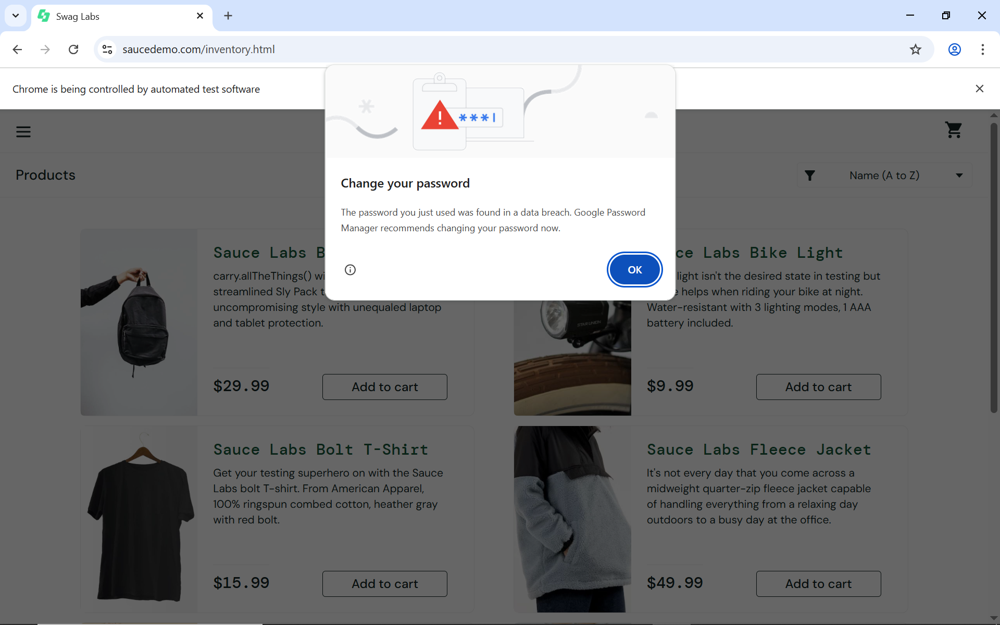 Swag Labs
saucedemo.com/inventory.html
Chrome is being controlled by automated test software
Change your password
The password you just used was found in a data breach. Google Password
Manager recommends changing your password now.
OK
Products
Name (A to Z)
Sauce Labs B
carry.allTheThings() wi
streamlined Sly Pack t
uncompromising style with unequaled laptop
and tablet protection.
$29.99
Add to cart
ce Labs Bike Light
light isn't the desired state in testing but
e helps when riding your bike at night.
Water-resistant with 3 lighting modes, 1 AAA
battery included.
STAR UNION
$9.99
Add to cart
Sauce Labs Bolt T-Shirt
Get your testing superhero on with the Sauce
Labs bolt T-shirt. From American Apparel,
100% ringspun combed cotton, heather gray
with red bolt.
$15.99
Add to cart
Sauce Labs Fleece Jacket
It's not every day that you come across a
midweight quarter-zip fleece jacket capable
of handling everything from a relaxing day
outdoors to a busy day at the office.
$49.99
Add to cart